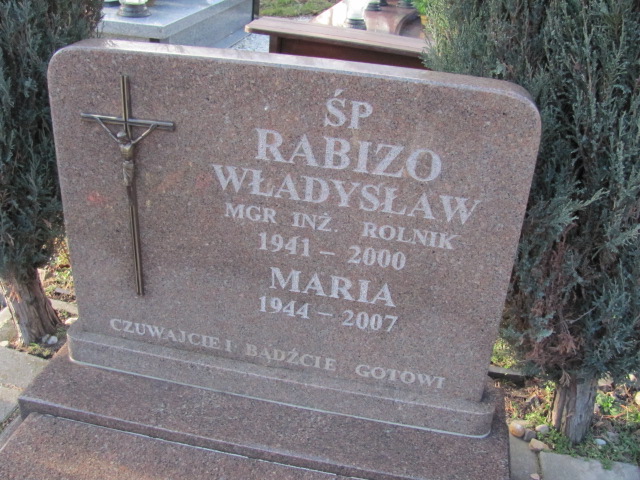 ŚP
RABIZO
WŁADYSŁAW
MGR INŻ. ROLNIK
1941 – 2000
MARIA
1944 – 2007
CZUWAJCIE I BĄDŹCIE GOTOWI